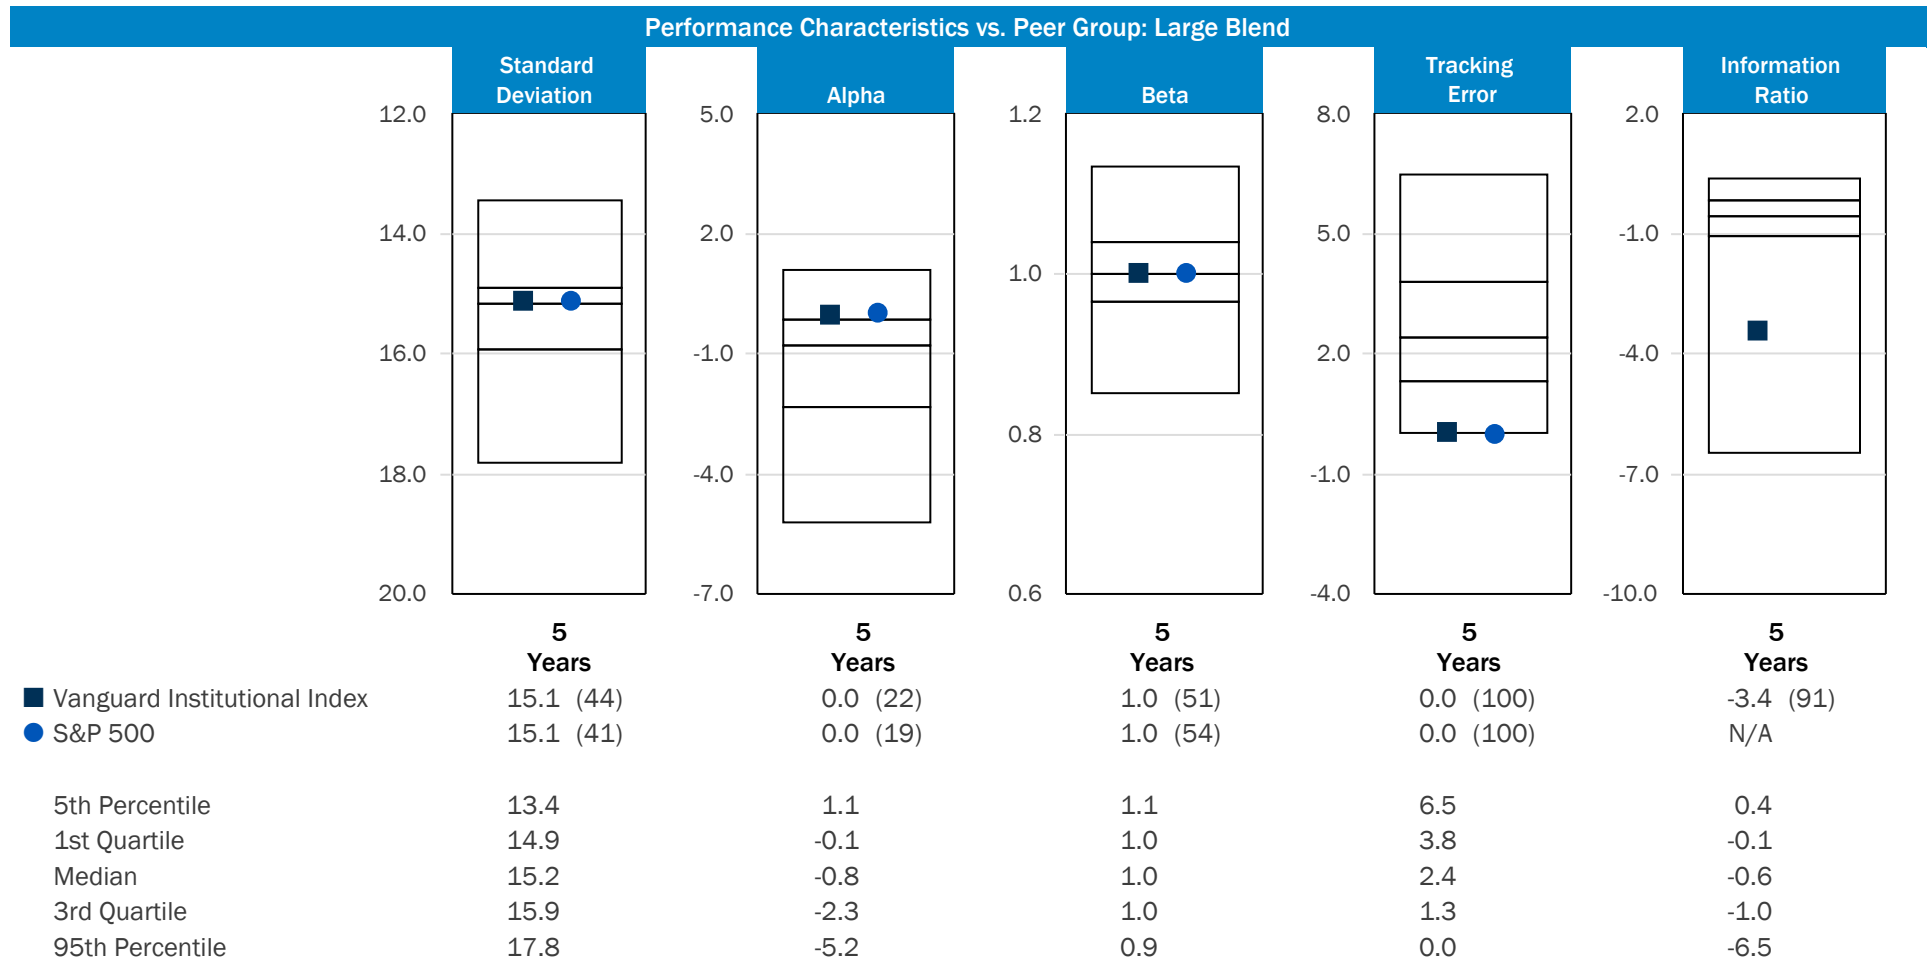 Performance Characteristics vs. Peer Group: Large Blend
Standard
Deviation
Alpha
Beta
Tracking
Error
Information
Ratio
12.0
14.0
16.0
18.0
20.0
5.0
2.0
-1.0
-4.0
-7.0
1.2
1.0
0.8
0.6
8.0
5.0
2.0
-1.0
-4.0
2.0
-1.0
-4.0
-7.0
-10.0
5 5 5 5 5
Years Years Years Years Years
Vanguard Institutional Index 15.1 (44) 0.0 (22) 1.0 (51) 0.0 (100) -3.4 (91)
S&P 500 15.1 (41) 0.0 (19) 1.0 (54) 0.0 (100) N/A
5th Percentile 13.4 1.1 1.1 6.5 0.4
1st Quartile 14.9 -0.1 1.0 3.8 -0.1
Median 15.2 -0.8 1.0 2.4 -0.6
3rd Quartile 15.9 -2.3 1.0 1.3 -1.0
95th Percentile 17.8 -5.2 0.9 0.0 -6.5